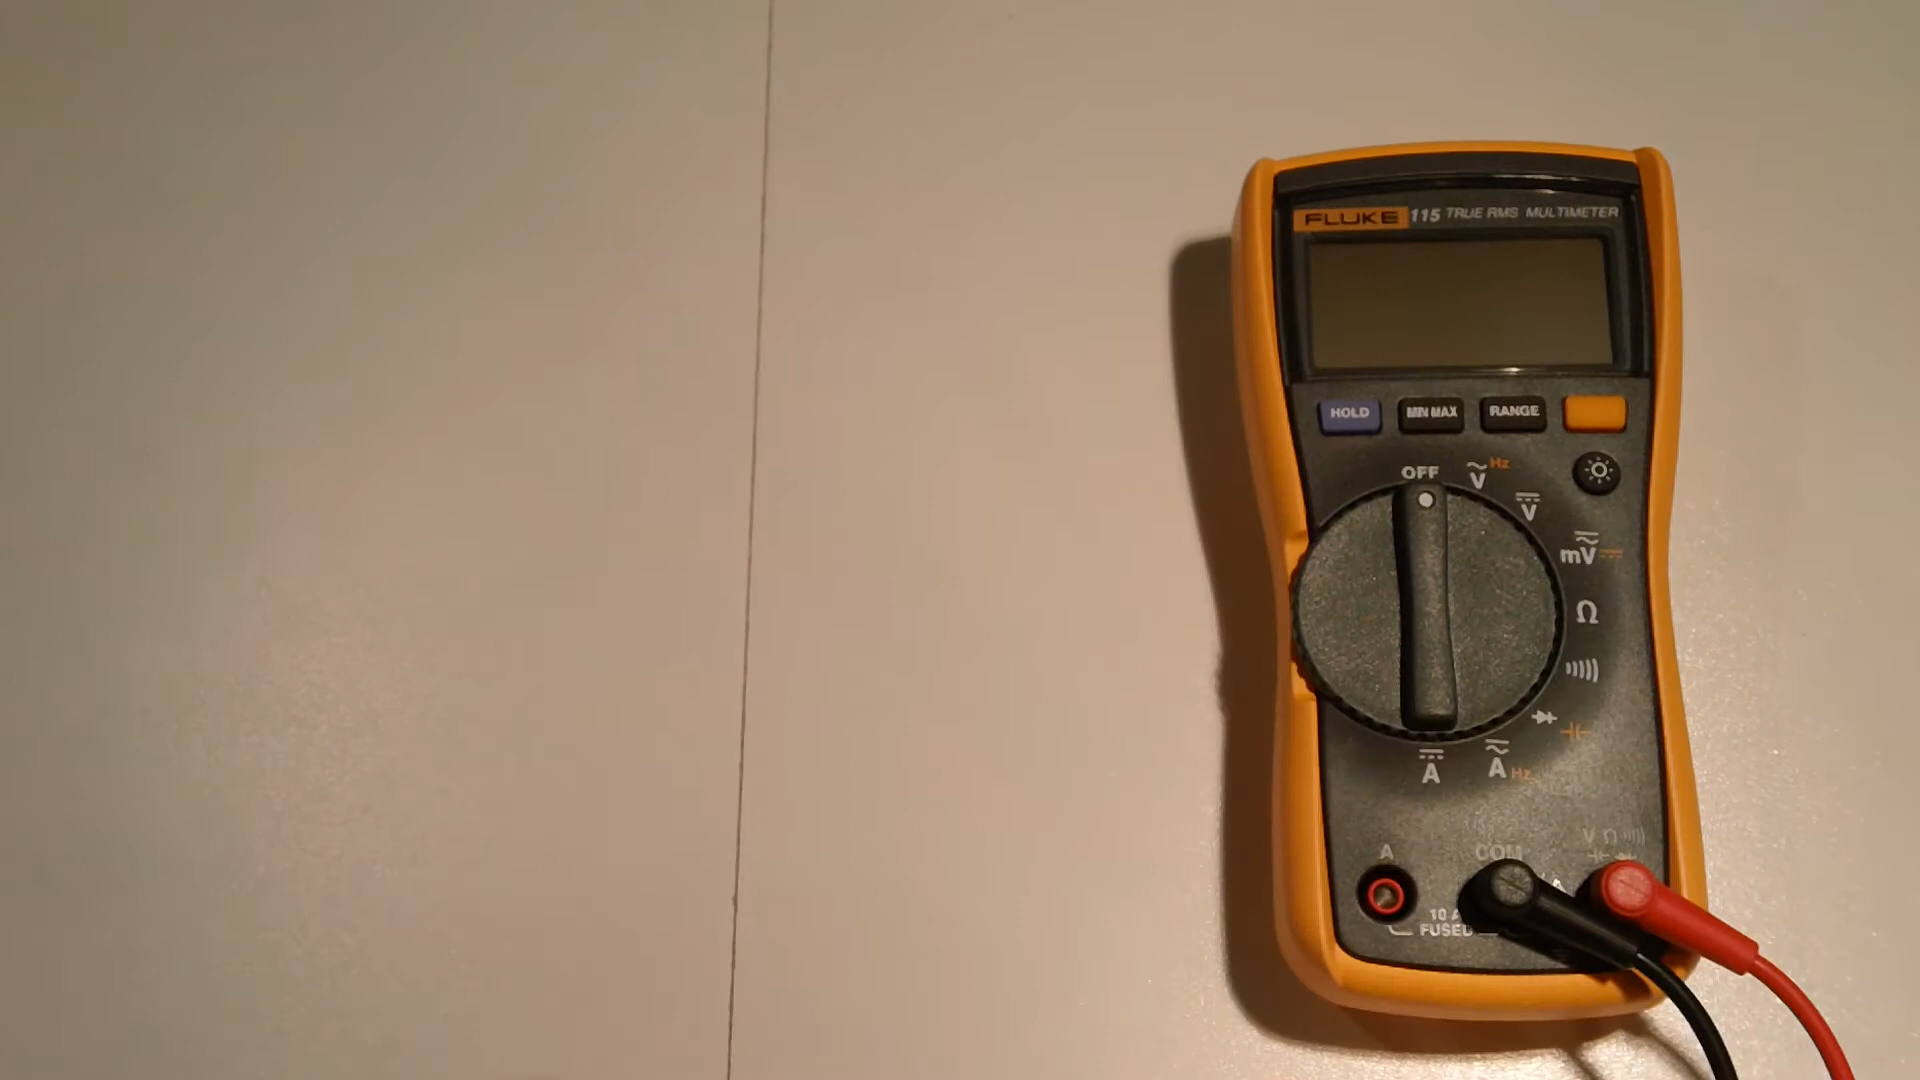 FLUKE 115 TRUE RMS MULTIMETER
HOLD MIN MAX RANGE
OFF
V Hz
V
mV
Ω
A
A Hz
V Ω
A COM
10 A
FUSED